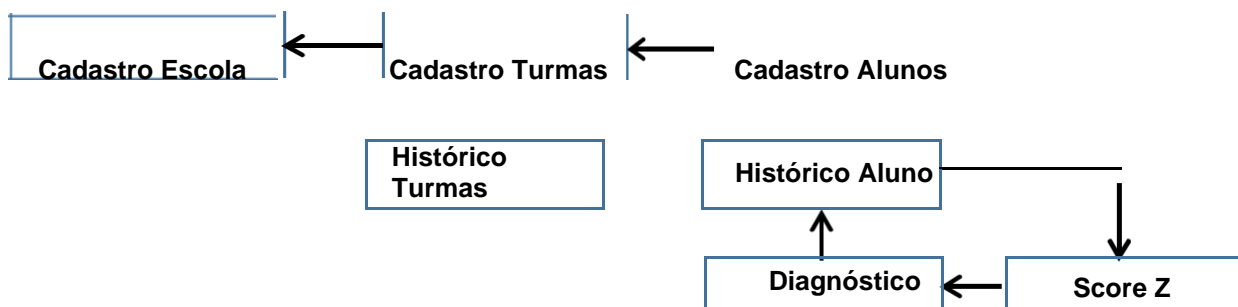 Cadastro Escola
Cadastro Turmas
Cadastro Alunos
Histórico
Turmas
Histórico Aluno
Diagnóstico
Score Z